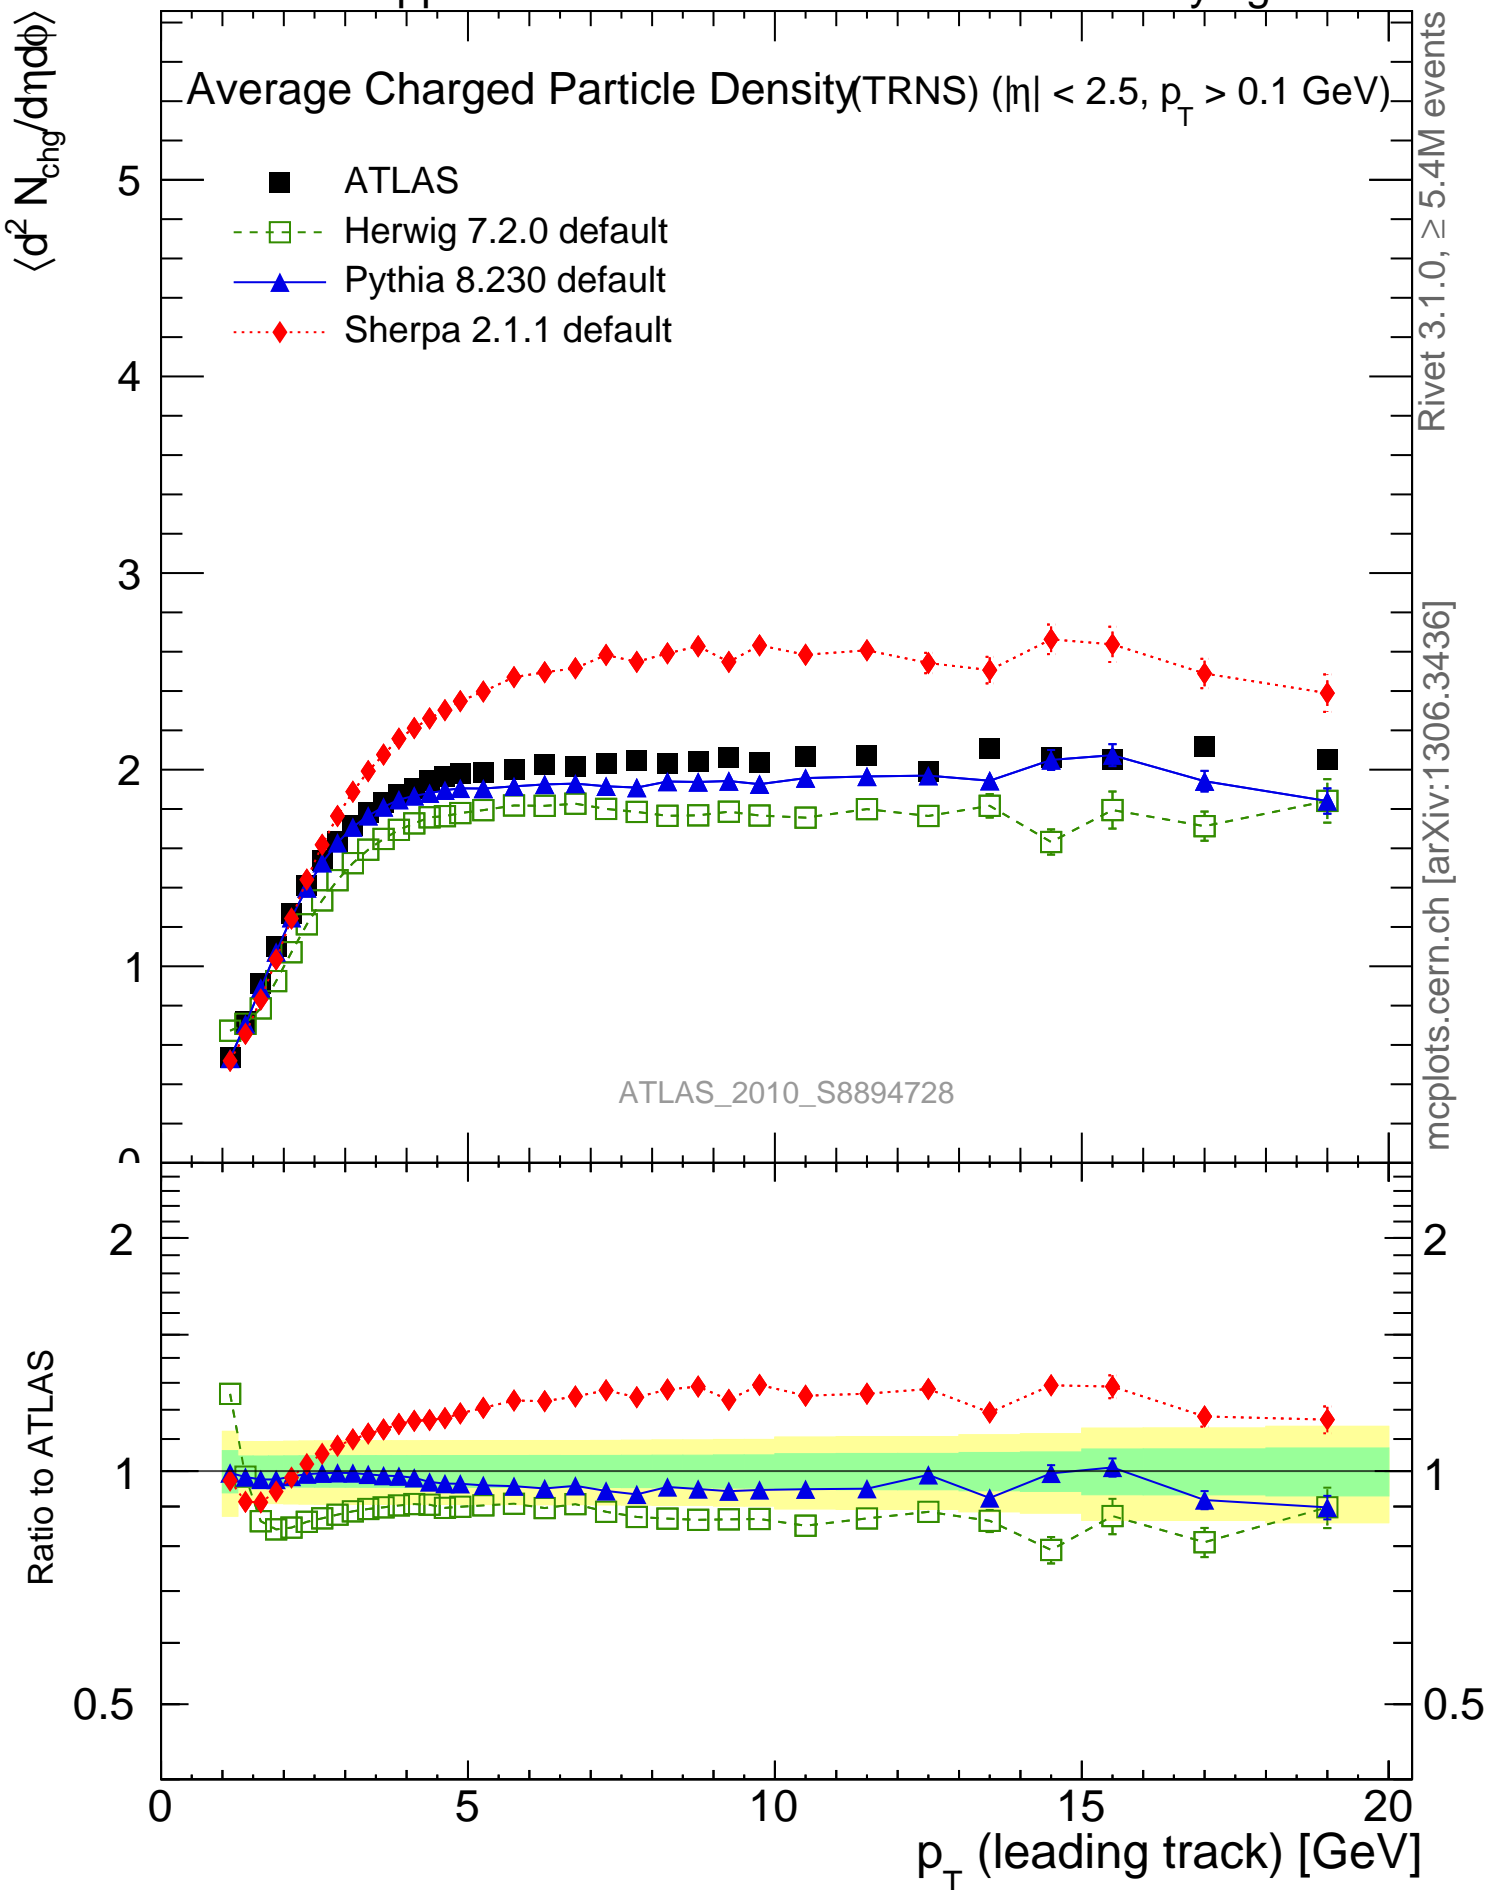 ⟨d² N_chg/dηdϕ⟩
Average Charged Particle Density (TRNS) (|η| < 2.5, p_T > 0.1 GeV)
ATLAS
Herwig 7.2.0 default
Pythia 8.230 default
Sherpa 2.1.1 default
5
4
3
2
1
0
ATLAS_2010_S8894728
Rivet 3.1.0, ≥ 5.4M events
mcplots.cern.ch [arXiv:1306.3436]
Ratio to ATLAS
2
1
0.5
2
1
0.5
0
5
10
15
20
p_T (leading track) [GeV]